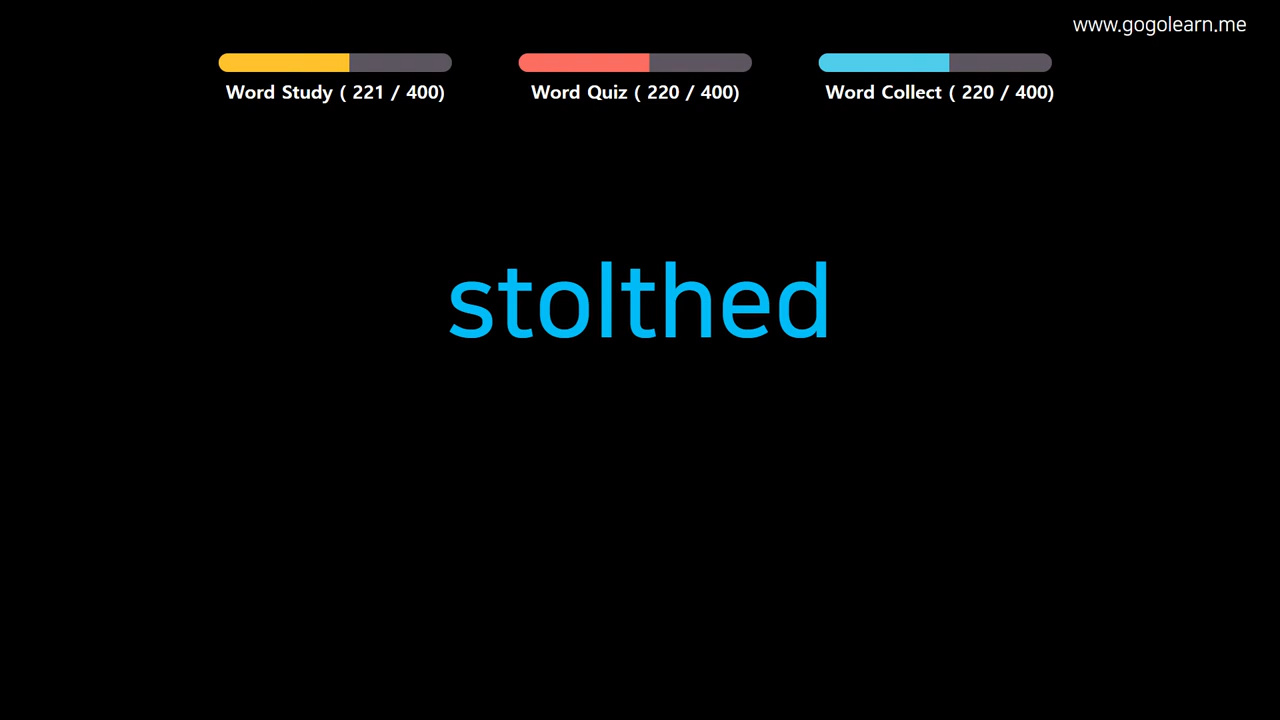 www.gogolearn.me
Word Study ( 221 / 400)
Word Quiz ( 220 / 400)
Word Collect ( 220 / 400)
stolthed